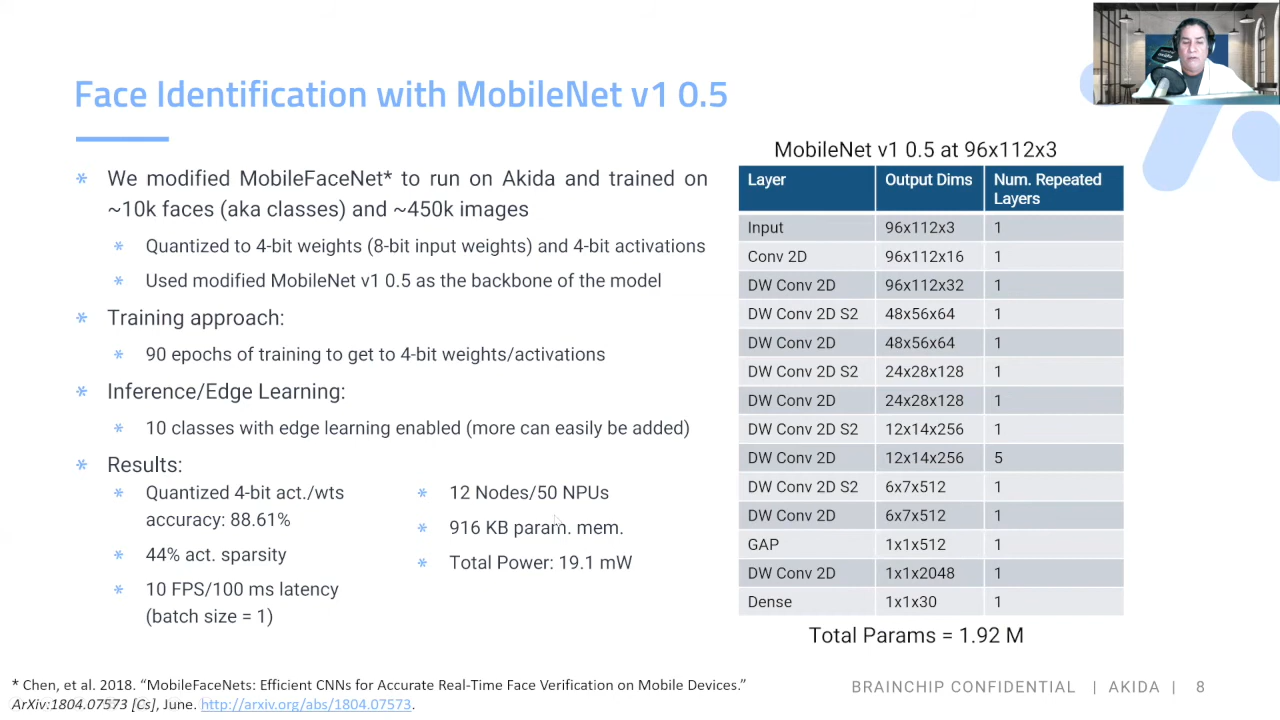 Face Identification with MobileNet v1 0.5
* We modified MobileFaceNet* to run on Akida and trained on
~10k faces (aka classes) and ~450k images
* Quantized to 4-bit weights (8-bit input weights) and 4-bit activations
* Used modified MobileNet v1 0.5 as the backbone of the model
* Training approach:
* 90 epochs of training to get to 4-bit weights/activations
* Inference/Edge Learning:
* 10 classes with edge learning enabled (more can easily be added)
* Results:
* Quantized 4-bit act./wts
accuracy: 88.61%
* 44% act. sparsity
* 10 FPS/100 ms latency
(batch size = 1)
* 12 Nodes/50 NPUs
* 916 KB param. mem.
* Total Power: 19.1 mW
MobileNet v1 0.5 at 96x112x3
Layer Output Dims Num. Repeated
Layers
Input 96x112x3 1
Conv 2D 96x112x16 1
DW Conv 2D 96x112x32 1
DW Conv 2D S2 48x56x64 1
DW Conv 2D 48x56x64 1
DW Conv 2D S2 24x28x128 1
DW Conv 2D 24x28x128 1
DW Conv 2D S2 12x14x256 1
DW Conv 2D 12x14x256 5
DW Conv 2D S2 6x7x512 1
DW Conv 2D 6x7x512 1
GAP 1x1x512 1
DW Conv 2D 1x1x2048 1
Dense 1x1x30 1
Total Params = 1.92 M
* Chen, et al. 2018. “MobileFaceNets: Efficient CNNs for Accurate Real-Time Face Verification on Mobile Devices.”
ArXiv:1804.07573 [Cs], June. http://arxiv.org/abs/1804.07573.
BRAINCHIP CONFIDENTIAL | AKIDA | 8